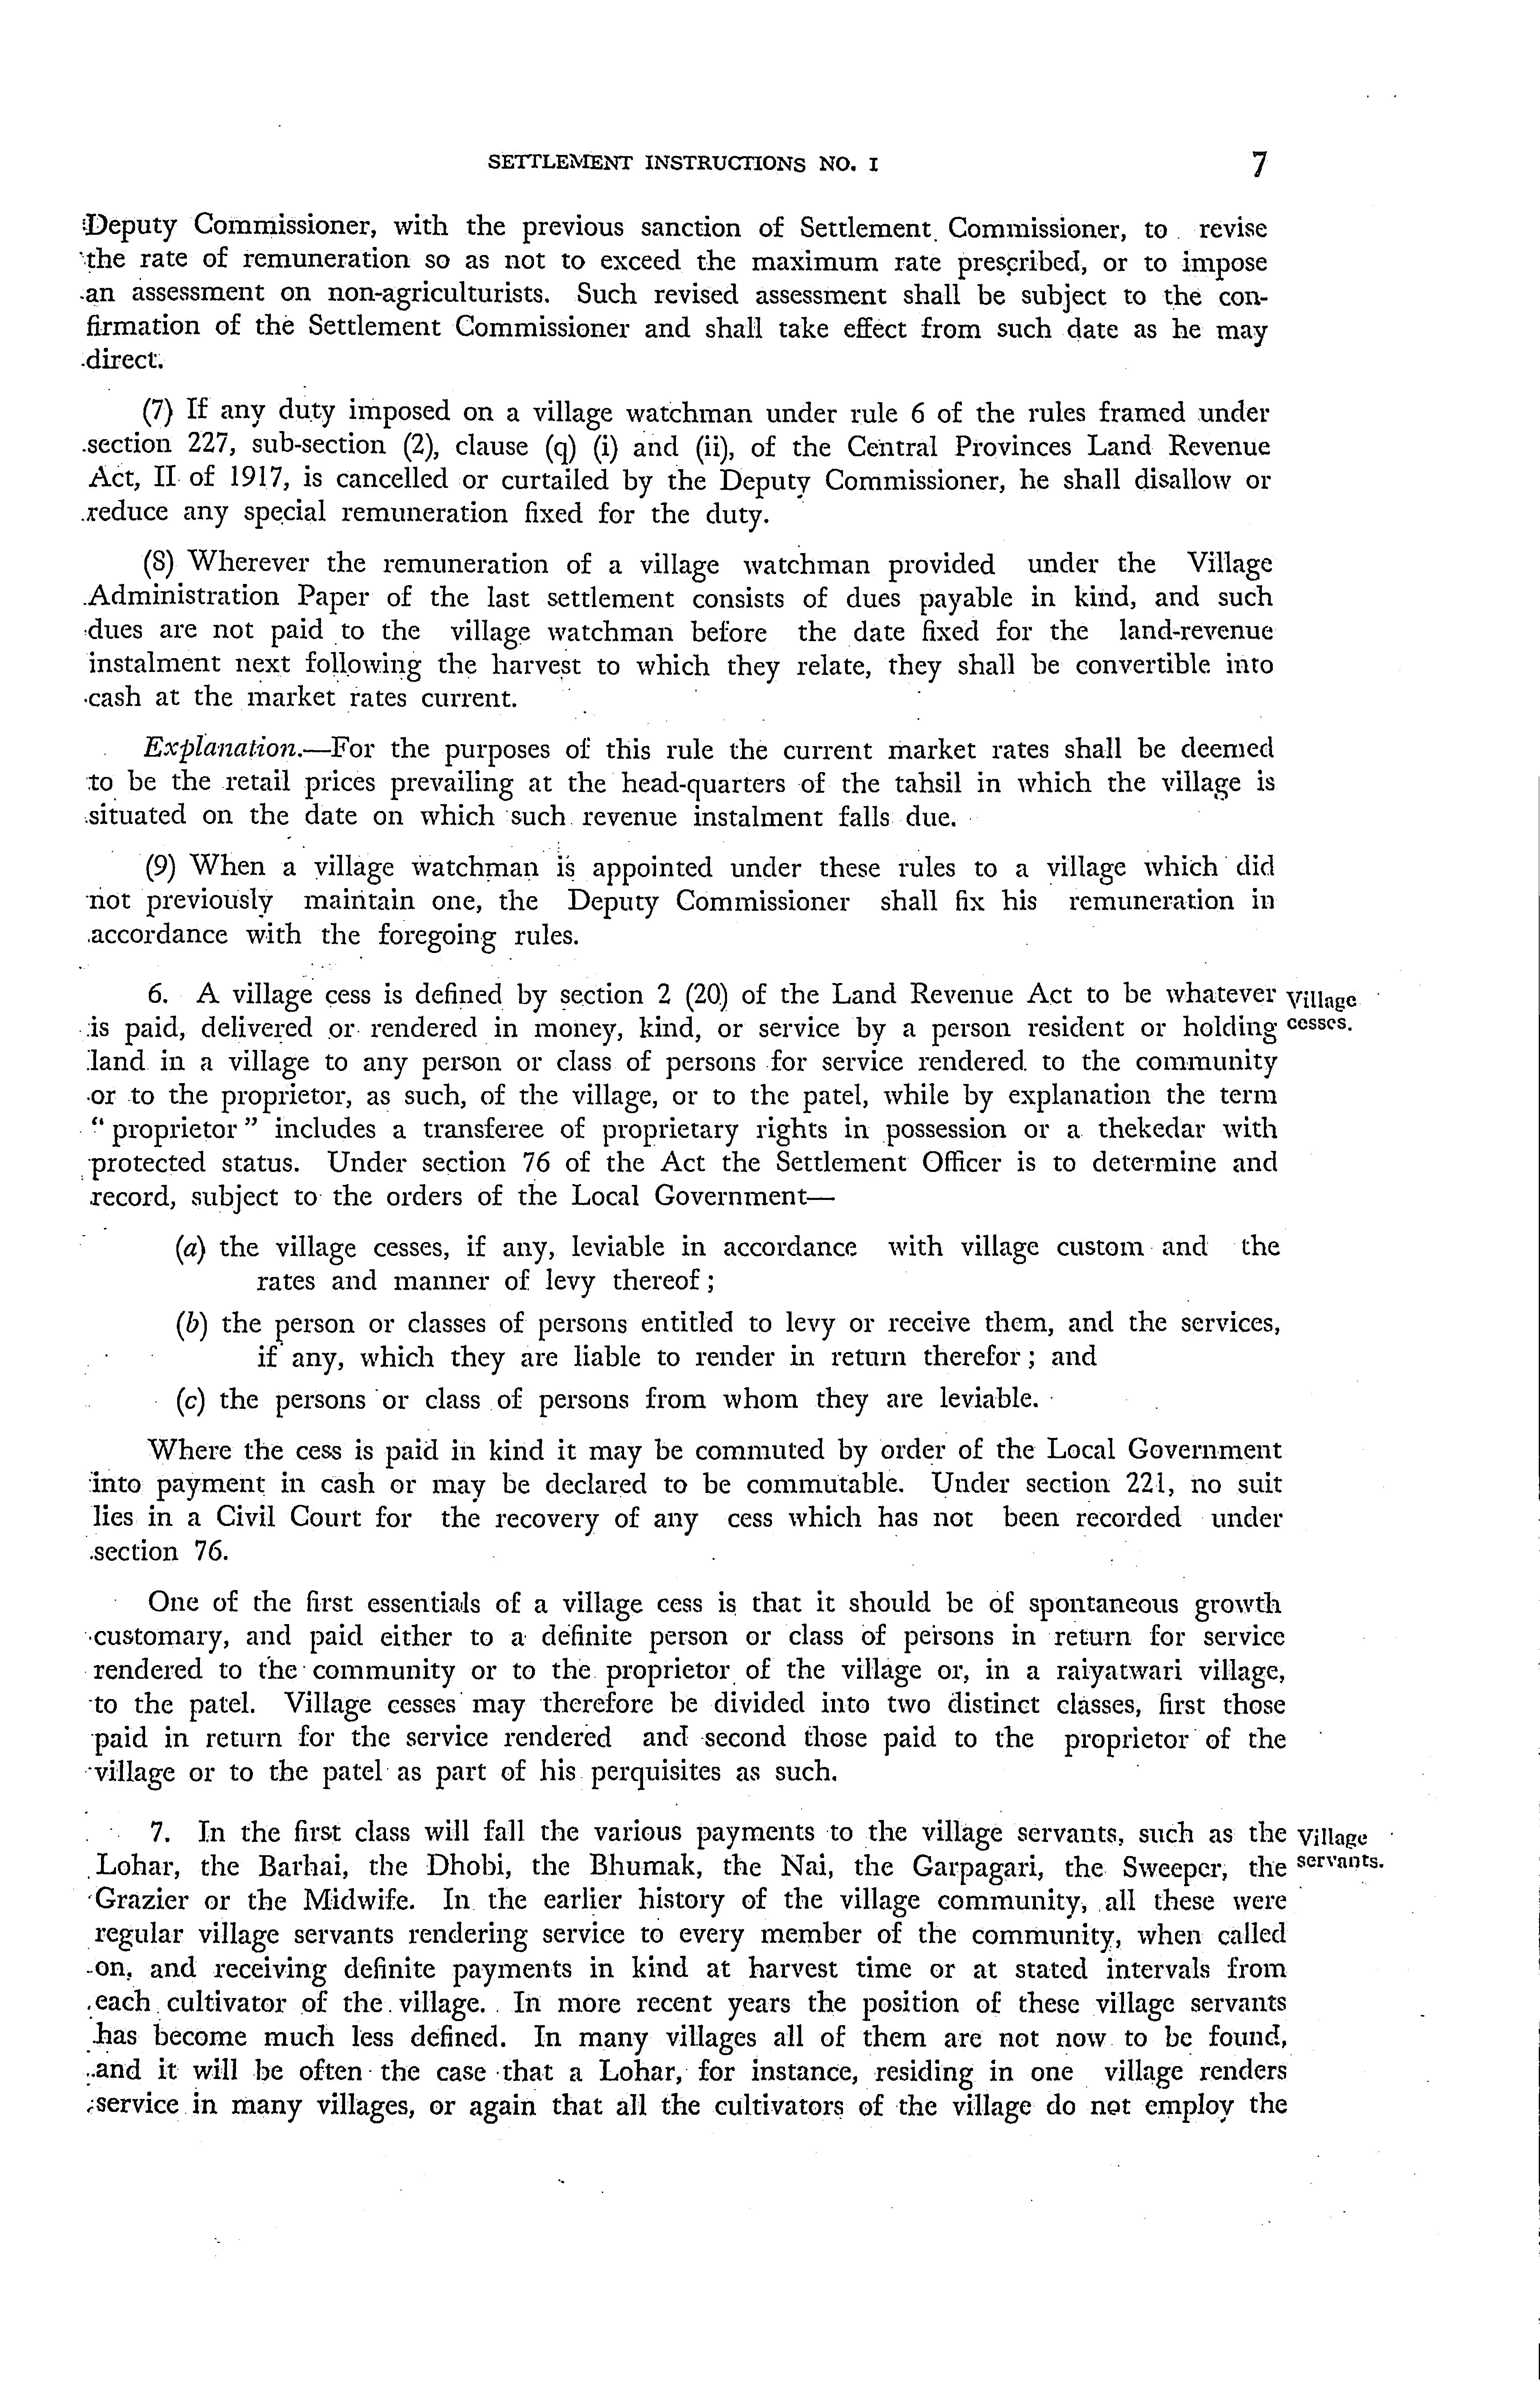 SETTLEMENT INSTRUCTIONS NO. I 7
Deputy Commissioner, with the previous sanction of Settlement Commissioner, to revise
the rate of remuneration so as not to exceed the maximum rate prescribed, or to impose
an assessment on non-agriculturists. Such revised assessment shall be subject to the con-
firmation of the Settlement Commissioner and shall take effect from such date as he may
direct.
(7) If any duty imposed on a village watchman under rule 6 of the rules framed under
section 227, sub-section (2), clause (q) (i) and (ii), of the Central Provinces Land Revenue
Act, II of 1917, is cancelled or curtailed by the Deputy Commissioner, he shall disallow or
reduce any special remuneration fixed for the duty.
(8) Wherever the remuneration of a village watchman provided under the Village
Administration Paper of the last settlement consists of dues payable in kind, and such
dues are not paid to the village watchman before the date fixed for the land-revenue
instalment next following the harvest to which they relate, they shall be convertible into
cash at the market rates current.
Explanation.—For the purposes of this rule the current market rates shall be deemed
to be the retail prices prevailing at the head-quarters of the tahsil in which the village is
situated on the date on which such revenue instalment falls due.
(9) When a village watchman is appointed under these rules to a village which did
not previously maintain one, the Deputy Commissioner shall fix his remuneration in
accordance with the foregoing rules.
6. A village cess is defined by section 2 (20) of the Land Revenue Act to be whatever Village
is paid, delivered or rendered in money, kind, or service by a person resident or holding cesses.
land in a village to any person or class of persons for service rendered to the community
or to the proprietor, as such, of the village, or to the patel, while by explanation the term
" proprietor " includes a transferee of proprietary rights in possession or a thekedar with
protected status. Under section 76 of the Act the Settlement Officer is to determine and
record, subject to the orders of the Local Government—
(a) the village cesses, if any, leviable in accordance with village custom and the
rates and manner of levy thereof ;
(b) the person or classes of persons entitled to levy or receive them, and the services,
if any, which they are liable to render in return therefor ; and
(c) the persons or class of persons from whom they are leviable.
Where the cess is paid in kind it may be commuted by order of the Local Government
into payment in cash or may be declared to be commutable. Under section 221, no suit
lies in a Civil Court for the recovery of any cess which has not been recorded under
section 76.
One of the first essentials of a village cess is that it should be of spontaneous growth
customary, and paid either to a definite person or class of persons in return for service
rendered to the community or to the proprietor of the village or, in a raiyatwari village,
to the patel. Village cesses may therefore be divided into two distinct classes, first those
paid in return for the service rendered and second those paid to the proprietor of the
village or to the patel as part of his perquisites as such.
7. In the first class will fall the various payments to the village servants, such as the Village
Lohar, the Barhai, the Dhobi, the Bhumak, the Nai, the Garpagari, the Sweeper, the servants.
Grazier or the Midwife. In the earlier history of the village community, all these were
regular village servants rendering service to every member of the community, when called
on, and receiving definite payments in kind at harvest time or at stated intervals from
each cultivator of the village. In more recent years the position of these village servants
has become much less defined. In many villages all of them are not now to be found,
and it will be often the case that a Lohar, for instance, residing in one village renders
service in many villages, or again that all the cultivators of the village do not employ the